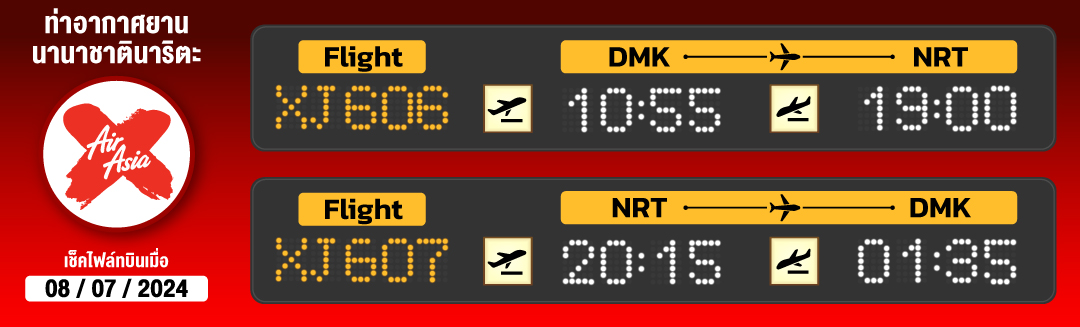 ท่าอากาศยาน
นานาชาตินาริตะ
Air
Asia
เช็คไฟล์ทบินเมื่อ
08 / 07 / 2024
Flight
DMK NRT
XJ606 10:55 19:00
Flight
NRT DMK
XJ607 20:15 01:35